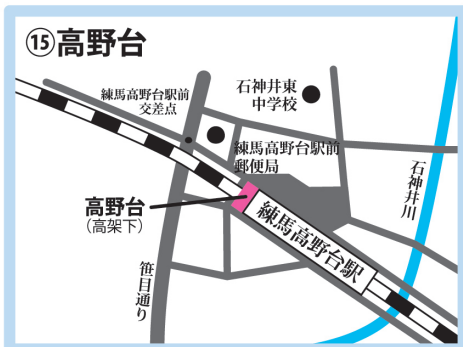 ⑮高野台
練馬高野台駅前
交差点
石神井東
中学校
練馬高野台駅前
郵便局
石神井川
高野台
(高架下)
練馬高野台駅
笹目通り